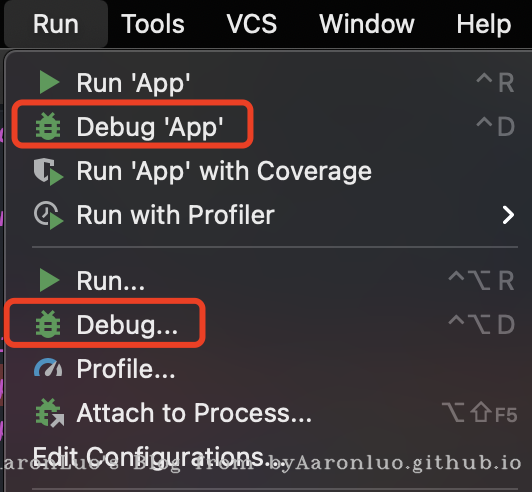 Run Tools VCS Window Help
Run 'App' ⌃R
Debug 'App' ⌃D
Run 'App' with Coverage
Run with Profiler
Run... ⌃⌥R
Debug... ⌃⌥D
Profile...
Attach to Process... ⌥⇧F5
Edit Configurations...
aaronLuo's Blog from byAaronluo.github.io